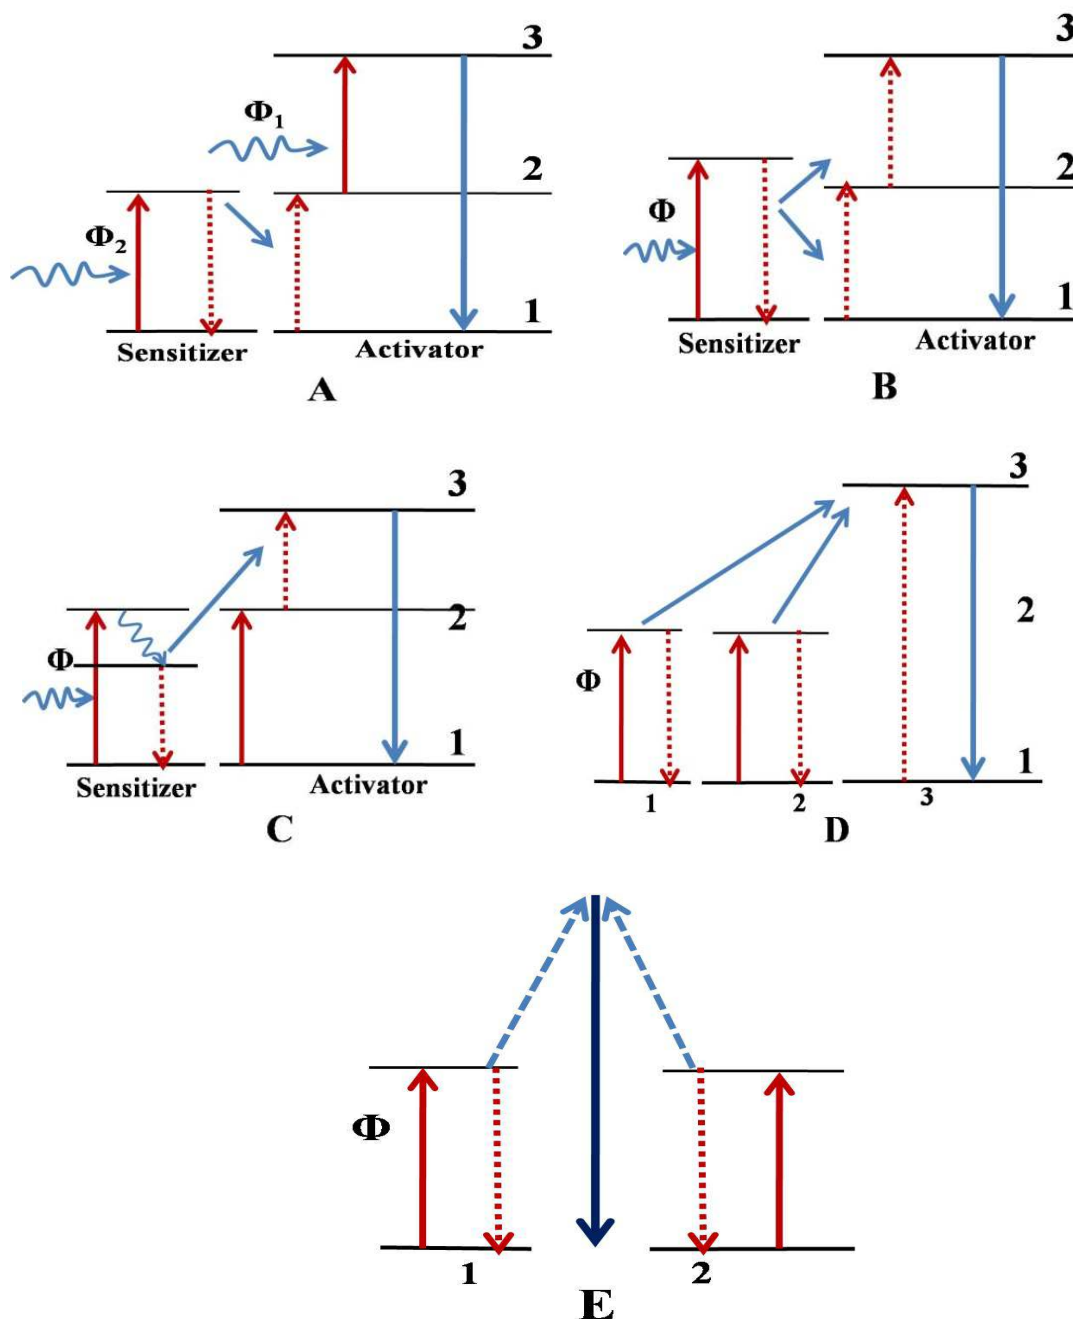 3
Φ₁
2
Φ₂
1
Sensitizer
Activator
A
3
2
Φ
1
Sensitizer
Activator
B
3
2
Φ
1
Sensitizer
Activator
C
3
2
Φ
1
1
2
3
D
Φ
1
2
E